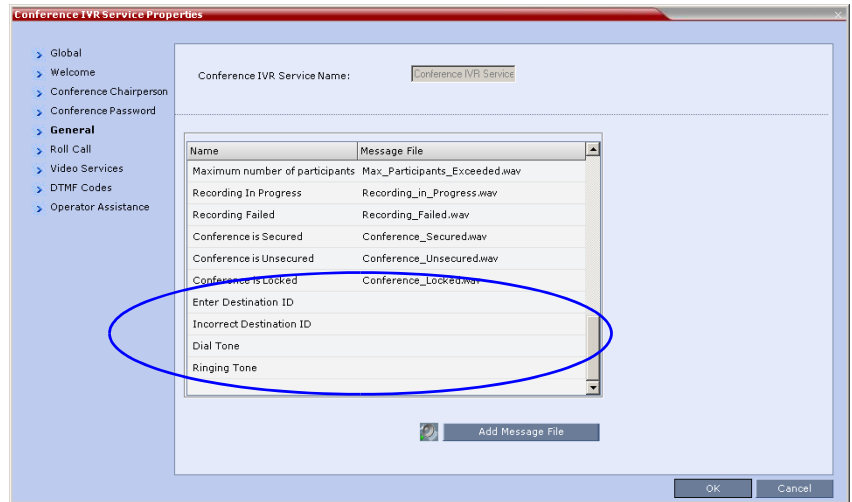 Conference IVR Service Properties
Global
Welcome
Conference Chairperson
Conference Password
General
Roll Call
Video Services
DTMF Codes
Operator Assistance
Conference IVR Service Name: Conference IVR Service
Name Message File
Maximum number of participants Max_Participants_Exceeded.wav
Recording In Progress Recording_in_Progress.wav
Recording Failed Recording_Failed.wav
Conference is Secured Conference_Secured.wav
Conference is Unsecured Conference_Unsecured.wav
Conference is Locked Conference_Locked.wav
Enter Destination ID
Incorrect Destination ID
Dial Tone
Ringing Tone
Add Message File
OK Cancel